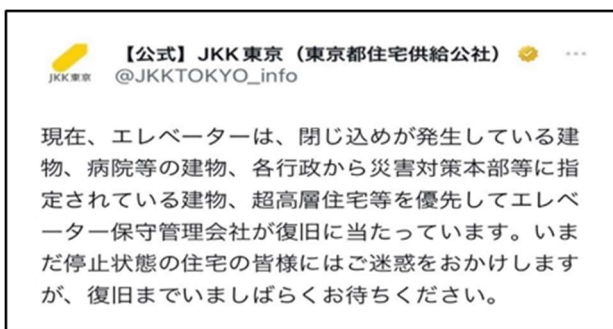 【公式】JKK東京（東京都住宅供給公社）
JKK東京
@JKKTOKYO_info
現在、エレベーターは、閉じ込めが発生している建
物、病院等の建物、各行政から災害対策本部等に指
定されている建物、超高層住宅等を優先してエレベ
ーター保守管理会社が復旧に当たっています。いま
だ停止状態の住宅の皆様にはご迷惑をおかけします
が、復旧までいましばらくお待ちください。